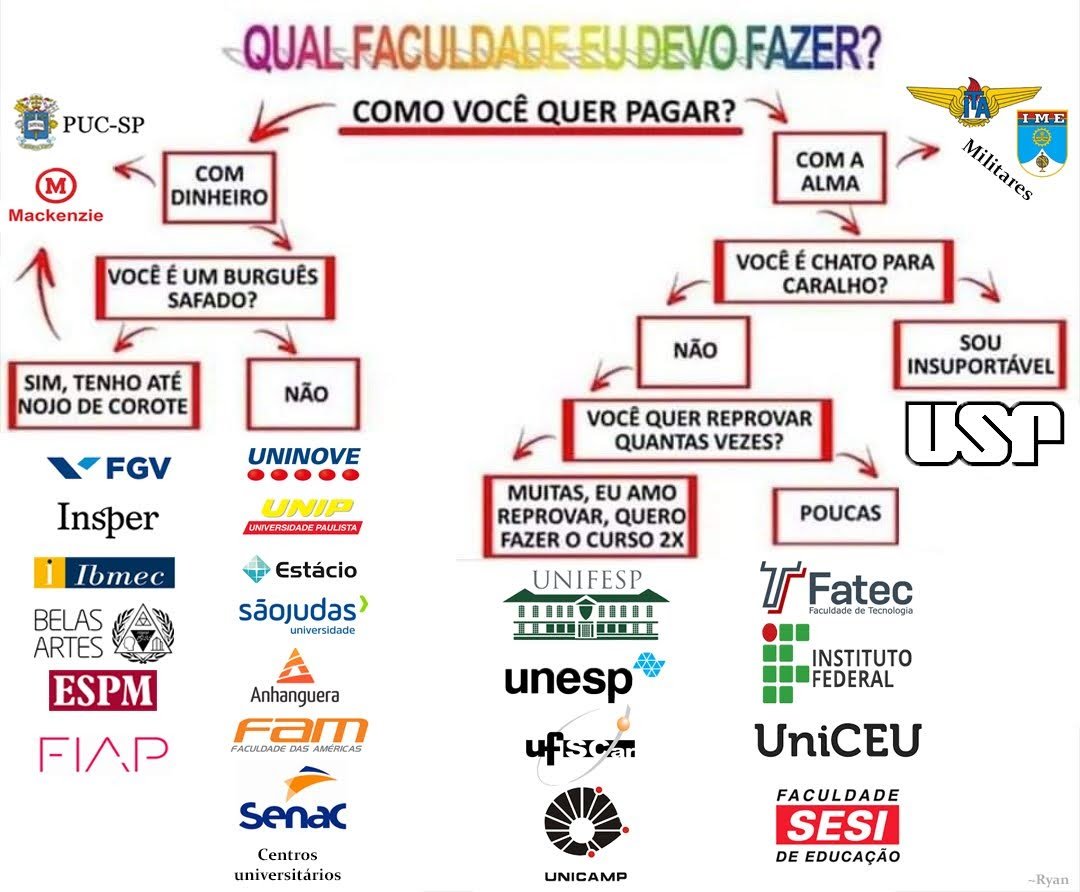 QUAL FACULDADE EU DEVO FAZER?
COMO VOCÊ QUER PAGAR?
PUC-SP
M
Mackenzie
COM
DINHEIRO
COM A
ALMA
ITA
IME
Militares
VOCÊ É UM BURGUÊS
SAFADO?
VOCÊ É CHATO PARA
CARALHO?
SIM, TENHO ATÉ
NOJO DE COROTE
NÃO
NÃO
SOU
INSUPORTÁVEL
USP
VOCÊ QUER REPROVAR
QUANTAS VEZES?
MUITAS, EU AMO
REPROVAR, QUERO
FAZER O CURSO 2X
POUCAS
FGV
Insper
i Ibmec
BELAS
ARTES
ESPM
FIAP
UNINOVE
UNIP
UNIVERSIDADE PAULISTA
Estácio
sãojudas
universidade
Anhanguera
Fam
FACULDADE DAS AMÉRICAS
Senac
Centros
universitários
UNIFESP
unesp
ufscar
UNICAMP
Fatec
Faculdade de Tecnologia
INSTITUTO
FEDERAL
UniCEU
FACULDADE
SESI
DE EDUCAÇÃO
~Ryan